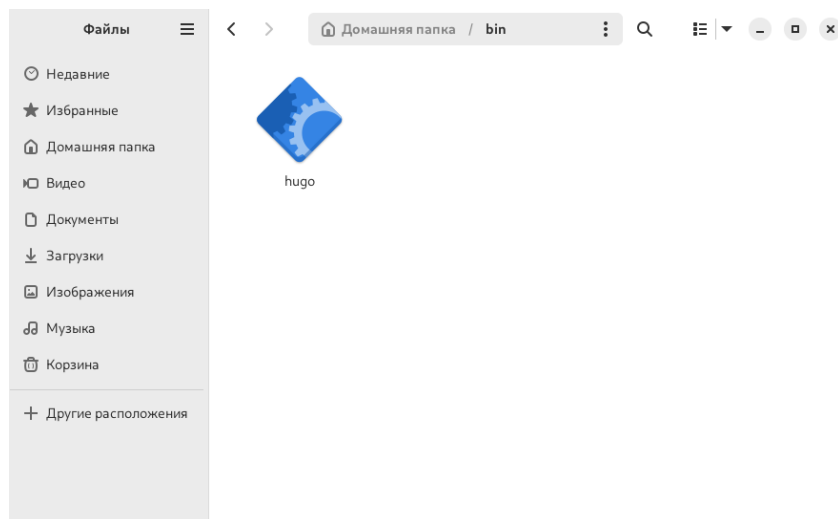 Файлы
Домашняя папка / bin
Недавние
Избранные
Домашняя папка
Видео
Документы
Загрузки
Изображения
Музыка
Корзина
Другие расположения
hugo